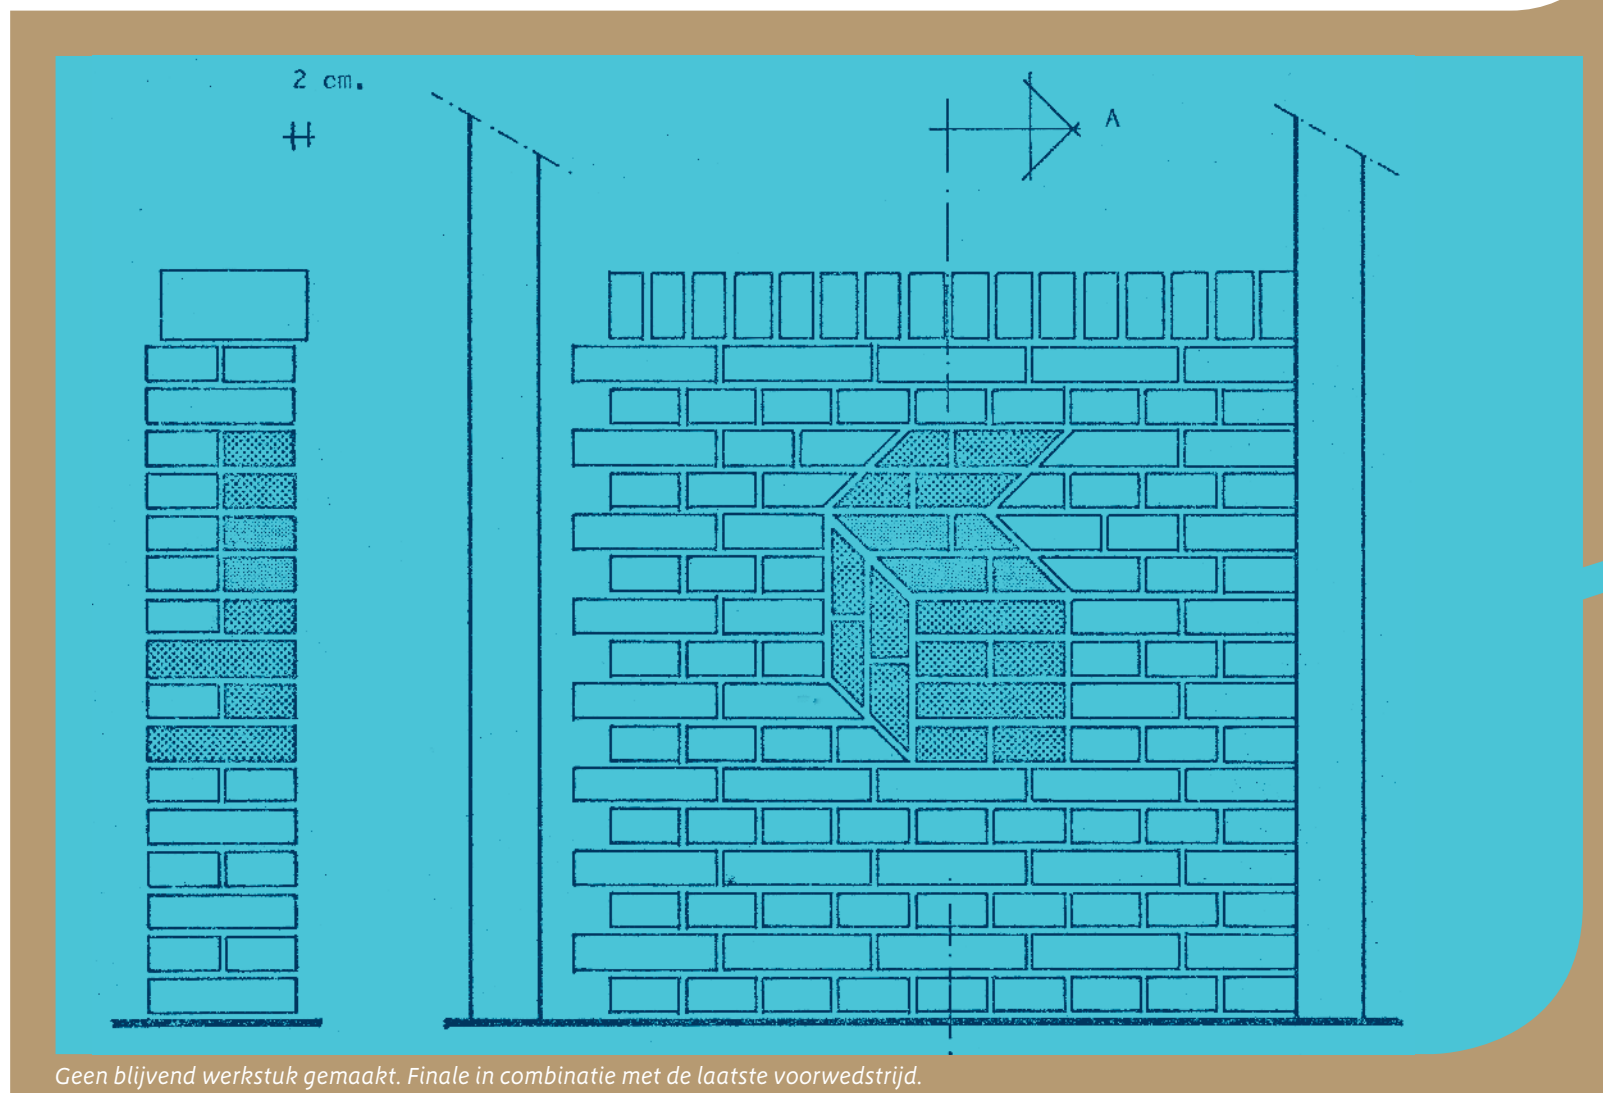 2 cm.
A
Geen blijvend werkstuk gemaakt. Finale in combinatie met de laatste voorwedstrijd.